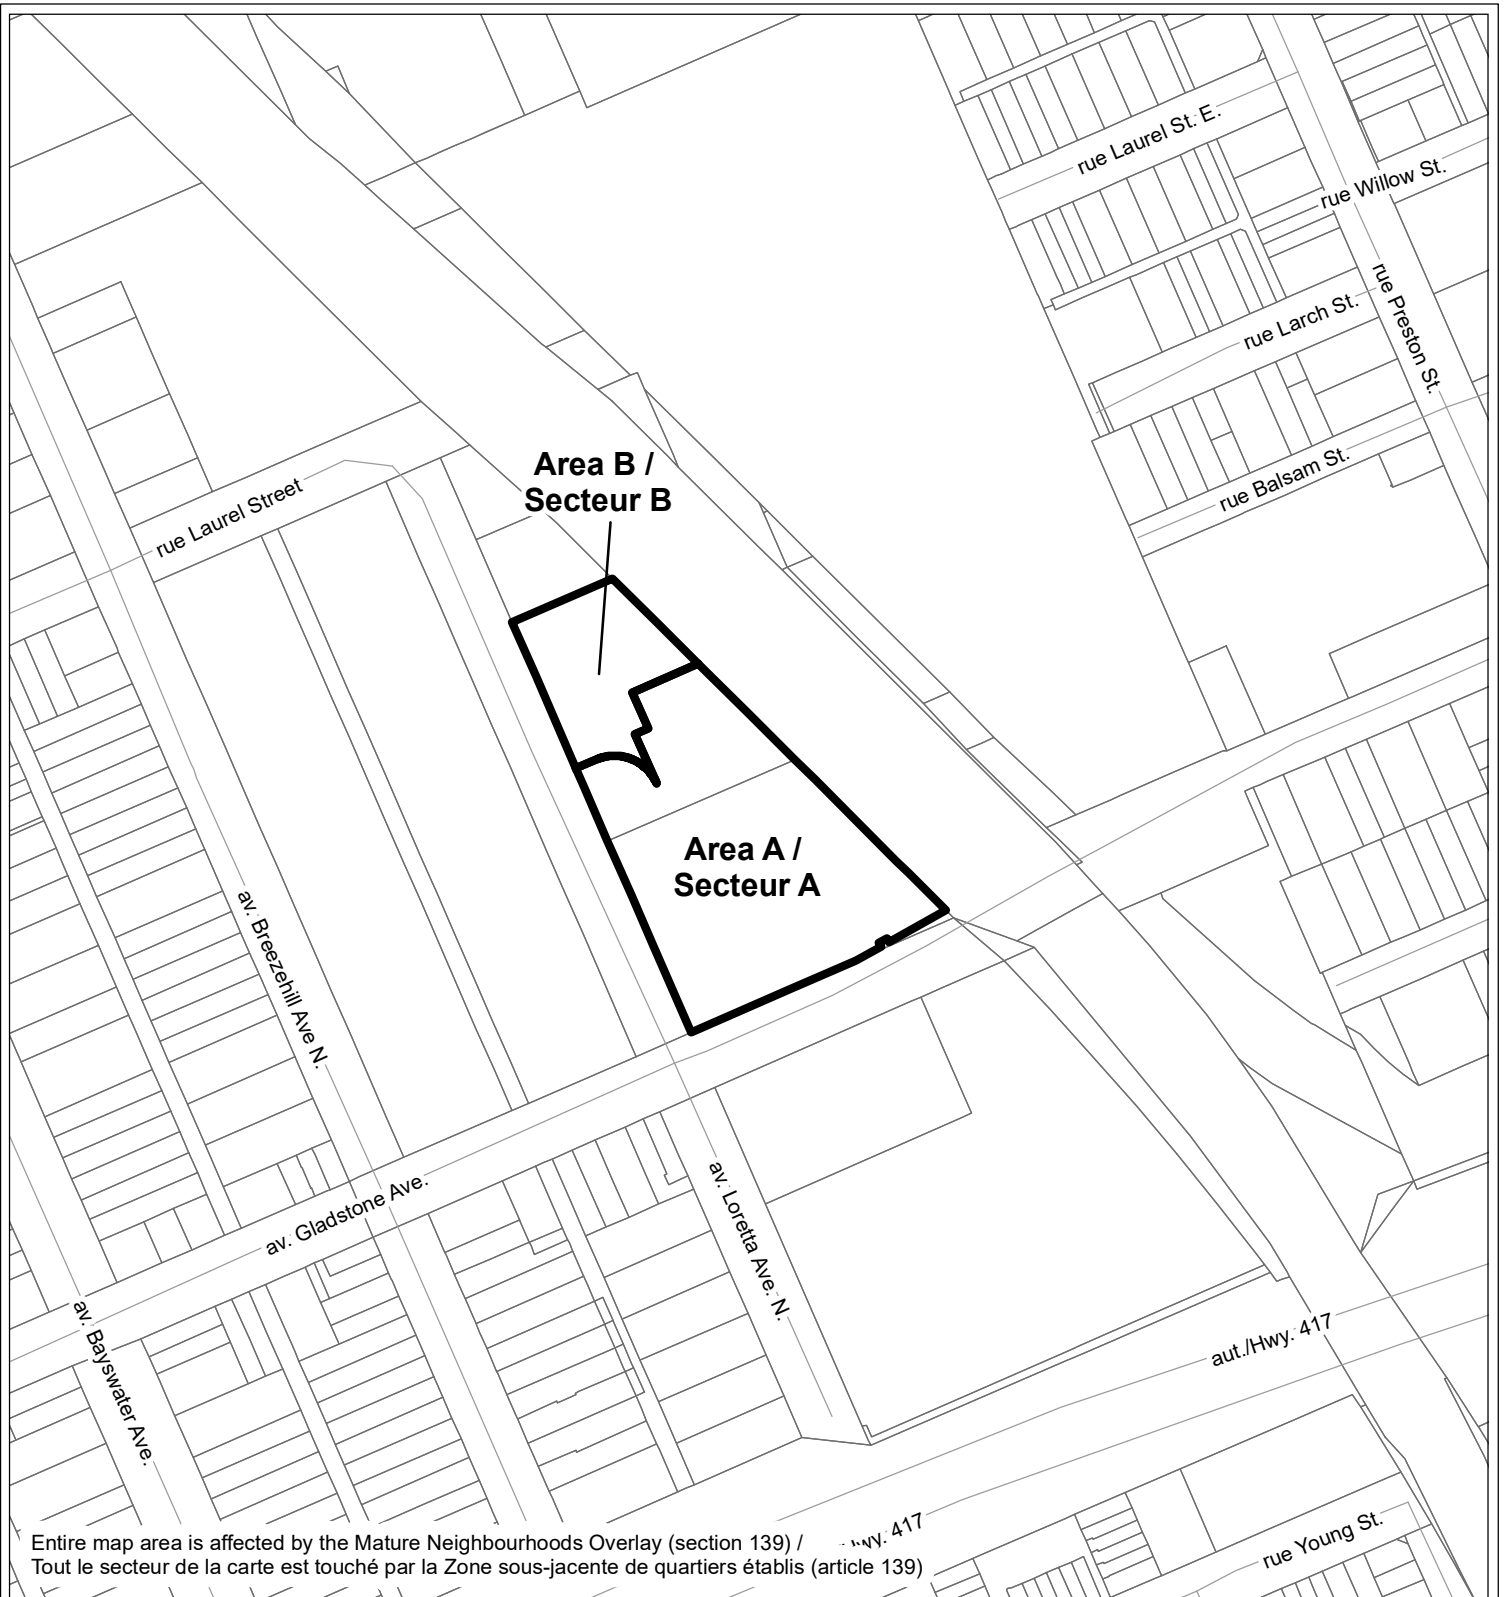 rue Laurel St. E.
rue Willow St.
rue Preston St.
rue Larch St.
rue Balsam St.
Area B /
Secteur B
rue Laurel Street
Area A /
Secteur A
av. Breezehill Ave N.
av. Gladstone Ave.
av. Loretta Ave. N.
av. Bayswater Ave.
aut./Hwy. 417
417
rue Young St.
Entire map area is affected by the Mature Neighbourhoods Overlay (section 139) /
Tout le secteur de la carte est touché par la Zone sous-jacente de quartiers établis (article 139)